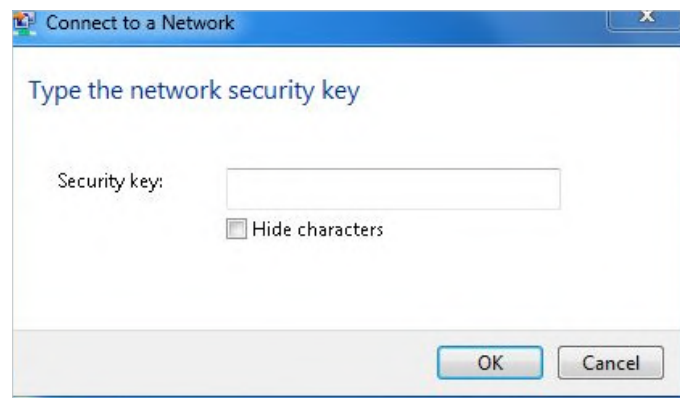 Connect to a Network
X
Type the network security key
Security key:
Hide characters
OK
Cancel